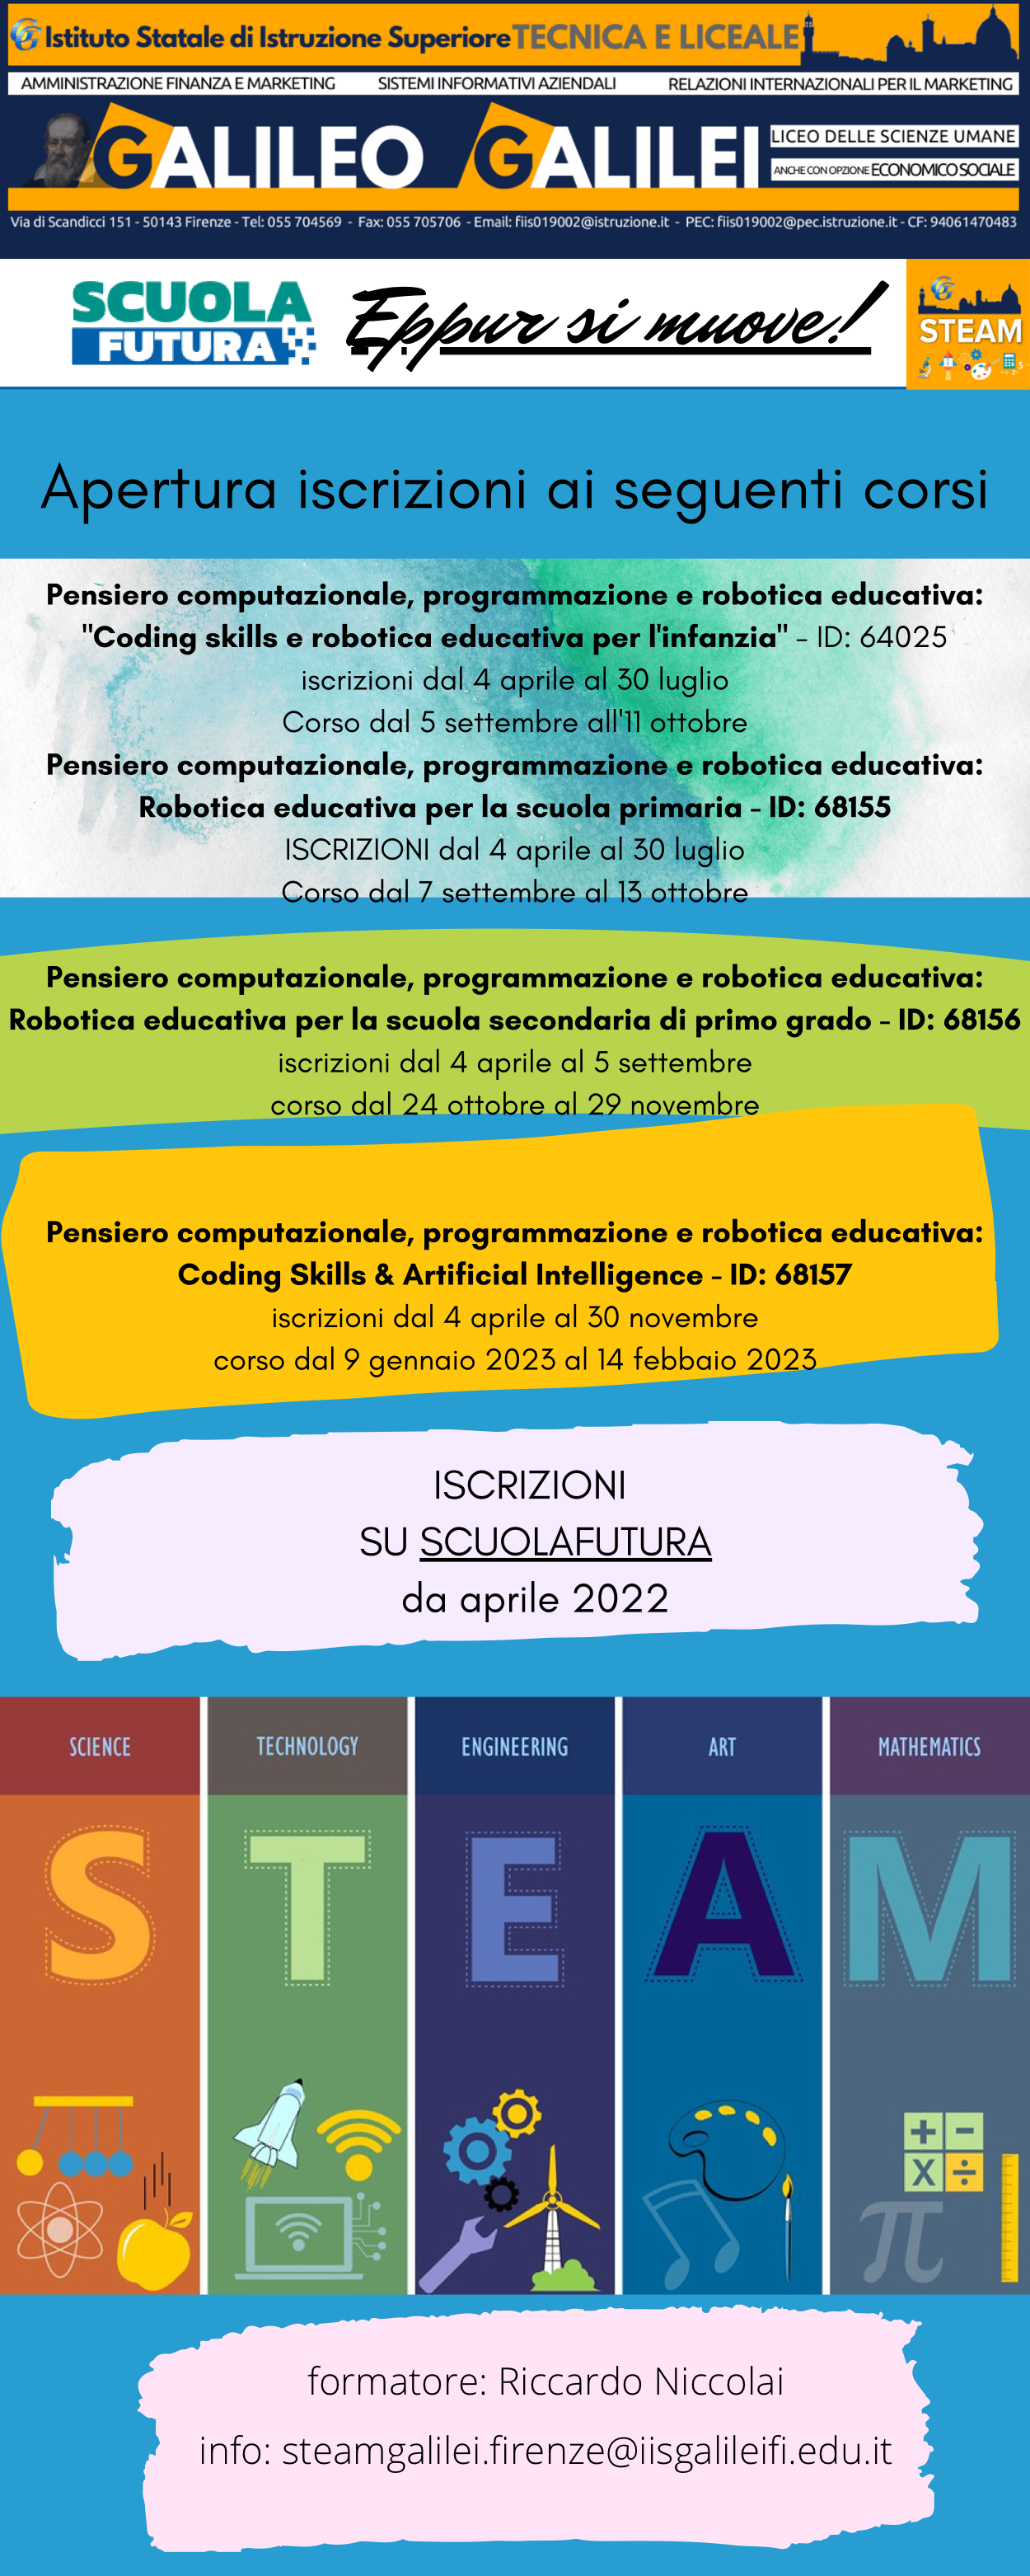 Istituto Statale di Istruzione Superiore TECNICA E LICEALE
AMMINISTRAZIONE FINANZA E MARKETING SISTEMI INFORMATIVI AZIENDALI RELAZIONI INTERNAZIONALI PER IL MARKETING
GALILEO GALILEI
LICEO DELLE SCIENZE UMANE
ANCHE CON OPZIONE ECONOMICO SOCIALE
Via di Scandicci 151 - 50143 Firenze - Tel: 055 704569 - Fax: 055 705706 - Email: fiis019002@istruzione.it - PEC: fiis019002@pec.istruzione.it - CF: 94061470483
SCUOLA
FUTURA
Eppur si muove!
STEAM
Apertura iscrizioni ai seguenti corsi
Pensiero computazionale, programmazione e robotica educativa:
"Coding skills e robotica educativa per l'infanzia" - ID: 64025
iscrizioni dal 4 aprile al 30 luglio
Corso dal 5 settembre all'11 ottobre
Pensiero computazionale, programmazione e robotica educativa:
Robotica educativa per la scuola primaria - ID: 68155
ISCRIZIONI dal 4 aprile al 30 luglio
Corso dal 7 settembre al 13 ottobre
Pensiero computazionale, programmazione e robotica educativa:
Robotica educativa per la scuola secondaria di primo grado - ID: 68156
iscrizioni dal 4 aprile al 5 settembre
corso dal 24 ottobre al 29 novembre
Pensiero computazionale, programmazione e robotica educativa:
Coding Skills & Artificial Intelligence - ID: 68157
iscrizioni dal 4 aprile al 30 novembre
corso dal 9 gennaio 2023 al 14 febbaio 2023
ISCRIZIONI
SU SCUOLAFUTURA
da aprile 2022
SCIENCE TECHNOLOGY ENGINEERING ART MATHEMATICS
S T E A M
+ -
X ÷
π
formatore: Riccardo Niccolai
info: steamgalilei.firenze@iisgalileifi.edu.it